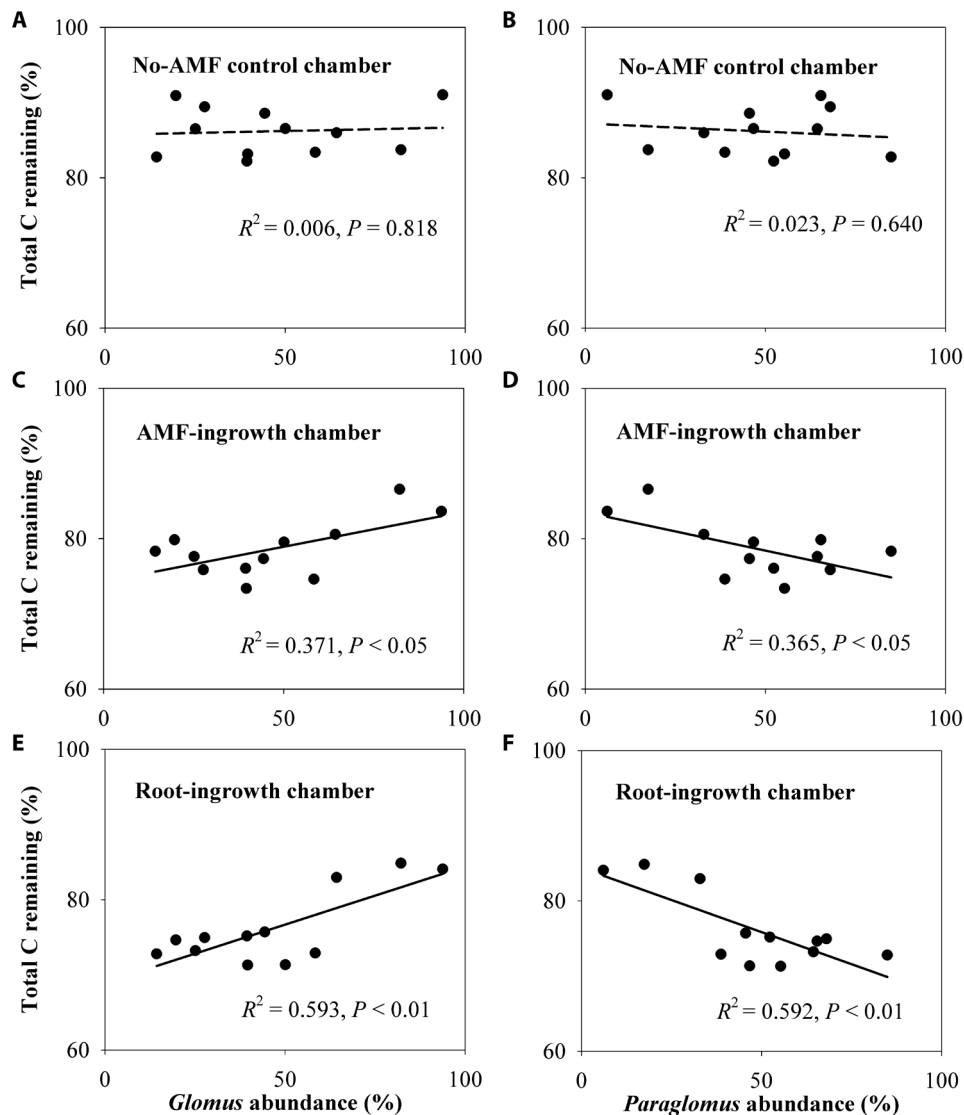 A
B
100
No-AMF control chamber
80
60
0
50
100
Total C remaining (%)
R² = 0.006, P = 0.818
100
No-AMF control chamber
80
60
0
50
100
R² = 0.023, P = 0.640
C
D
100
AMF-ingrowth chamber
80
60
0
50
100
Total C remaining (%)
R² = 0.371, P < 0.05
100
AMF-ingrowth chamber
80
60
0
50
100
R² = 0.365, P < 0.05
E
F
100
Root-ingrowth chamber
80
60
0
50
100
Total C remaining (%)
R² = 0.593, P < 0.01
Glomus abundance (%)
100
Root-ingrowth chamber
80
60
0
50
100
R² = 0.592, P < 0.01
Paraglomus abundance (%)